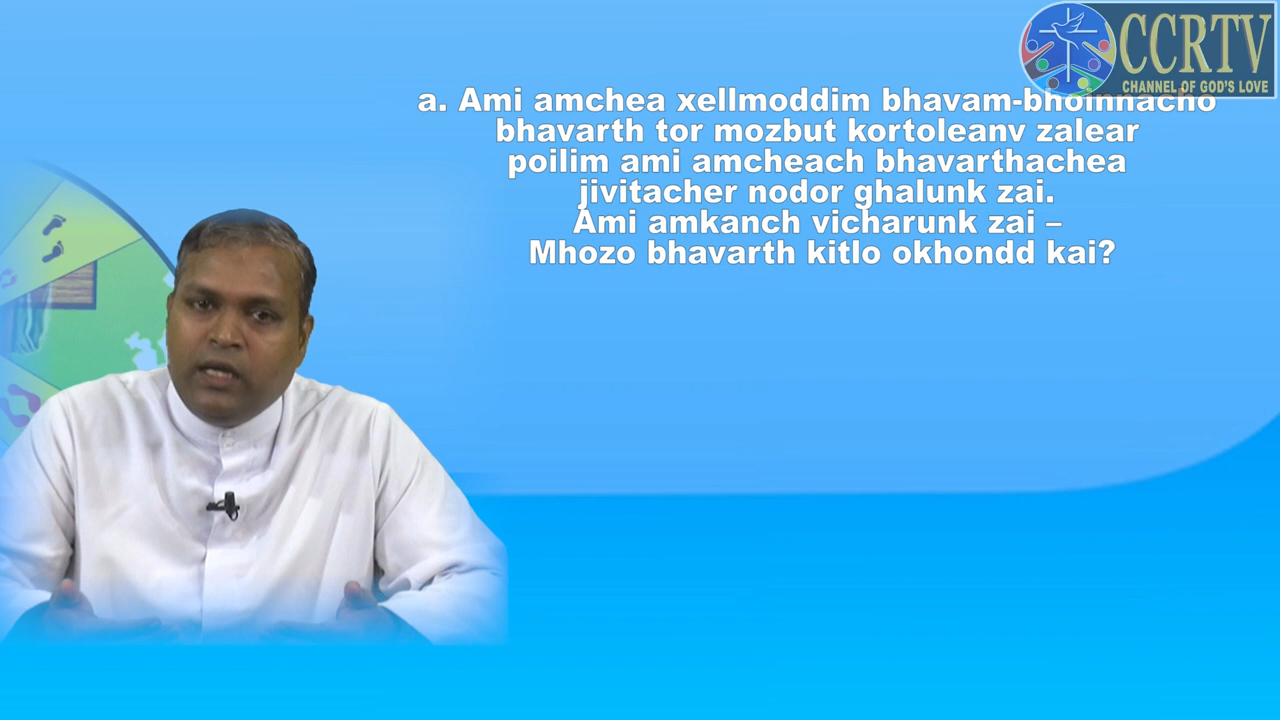 CCRTV
CHANNEL OF GOD'S LOVE
a. Ami amchea xellmoddim bhavam-bhoinnacho
bhavarth tor mozbut kortoleanv zalear
poilim ami amcheach bhavarthachea
jivitacher nodor ghalunk zai.
Ami amkanch vicharunk zai –
Mhozo bhavarth kitlo okhondd kai?